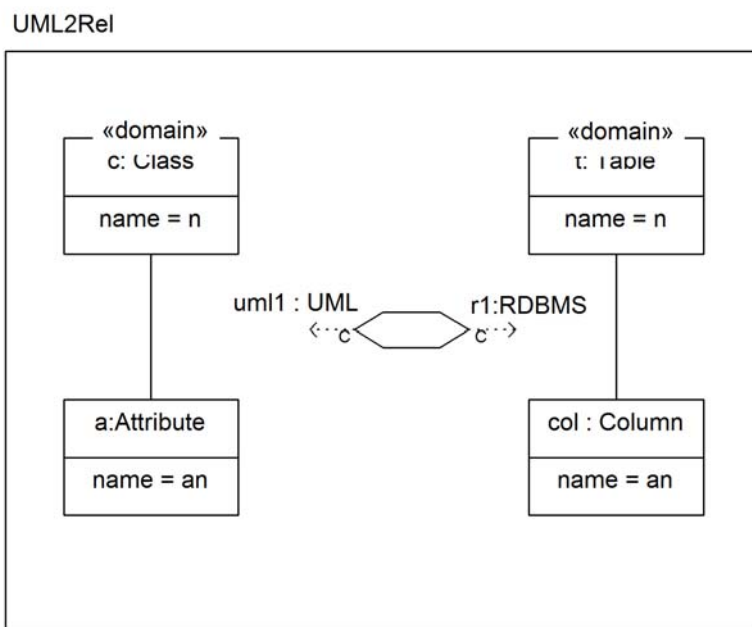 UML2Rel
«domain»
«domain»
c: Class
t: Table
name = n
name = n
uml1 : UML
r1:RDBMS
c
c
a:Attribute
col : Column
name = an
name = an